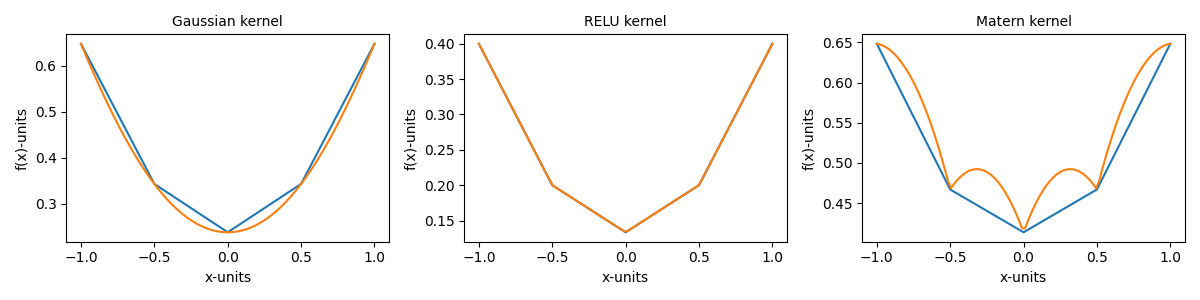 Gaussian kernel
f(x)-units
0.6
0.5
0.4
0.3
−1.0 −0.5 0.0 0.5 1.0
x-units
RELU kernel
f(x)-units
0.40
0.35
0.30
0.25
0.20
0.15
−1.0 −0.5 0.0 0.5 1.0
x-units
Matern kernel
f(x)-units
0.65
0.60
0.55
0.50
0.45
−1.0 −0.5 0.0 0.5 1.0
x-units